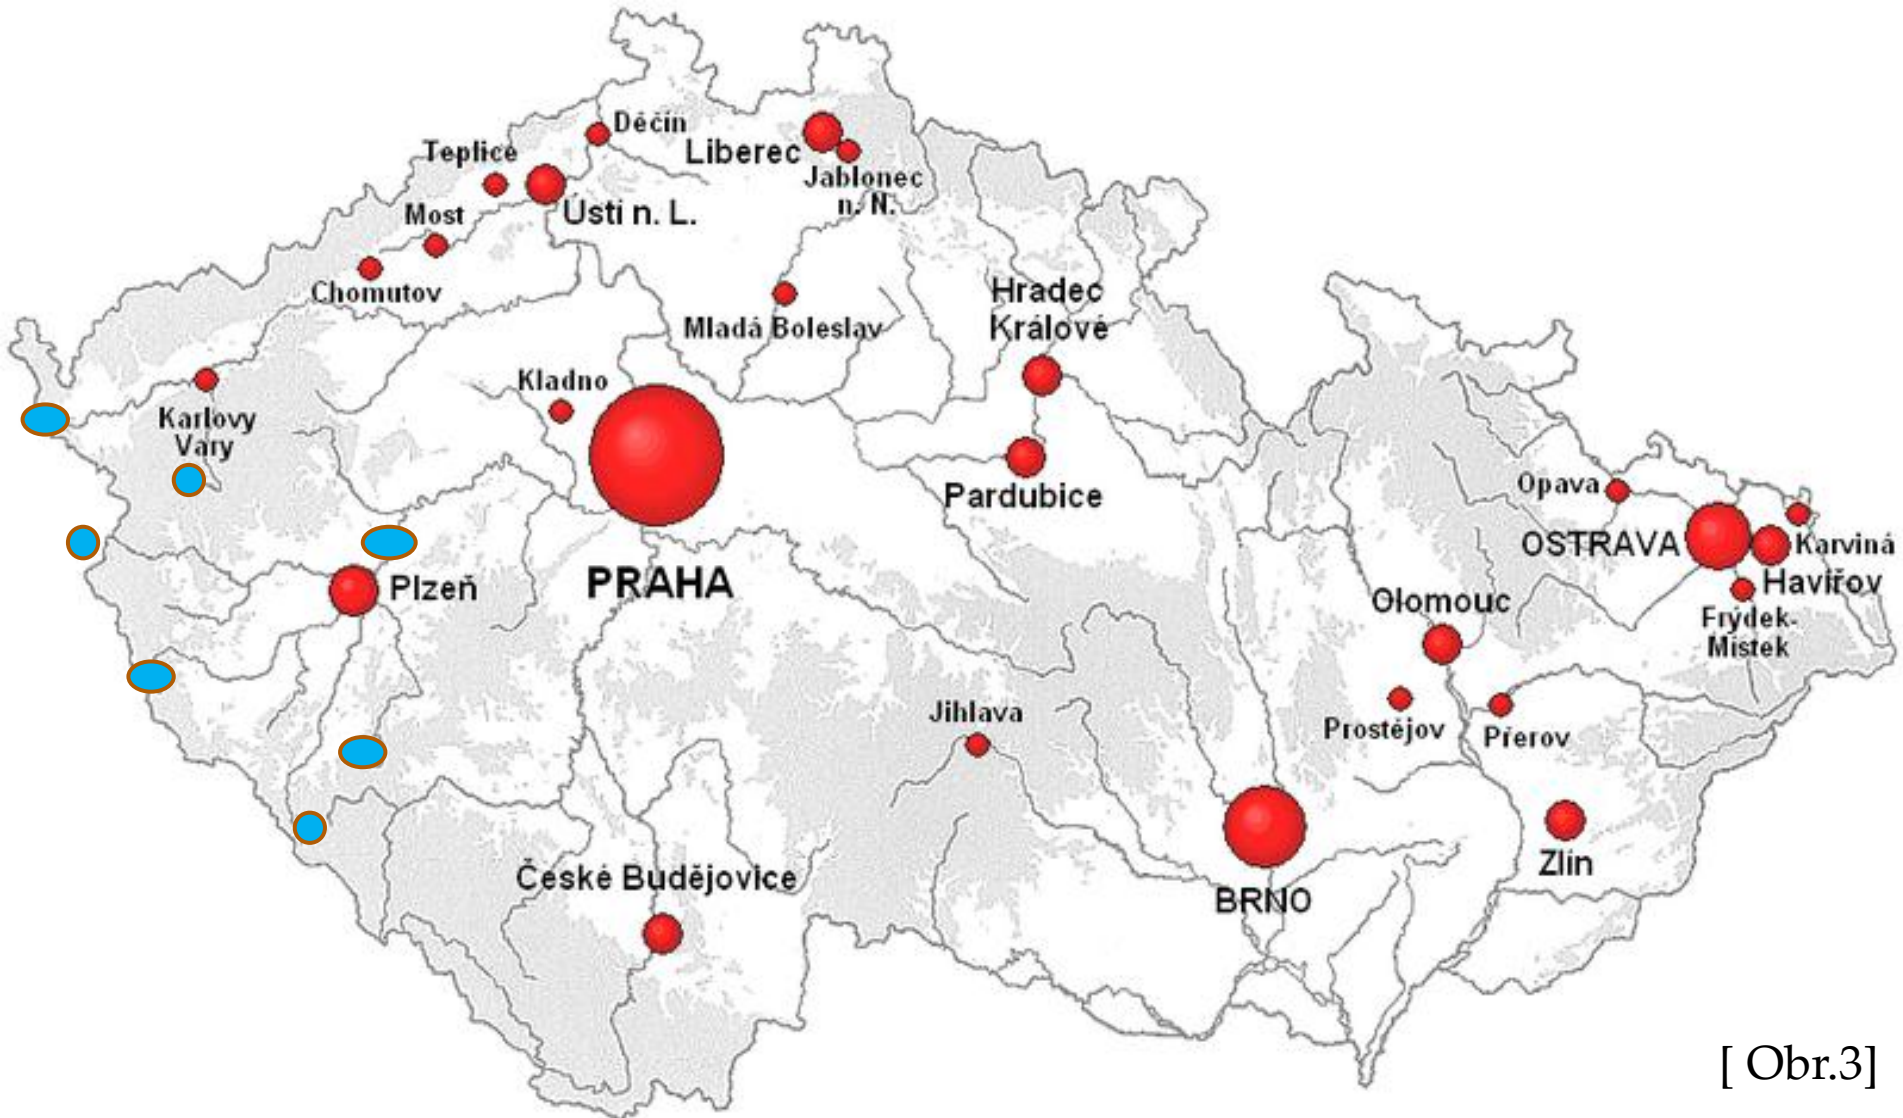 Děčín
Teplice
Liberec
Jablonec
n. N.
Ústí n. L.
Most
Chomutov
Mladá Boleslav
Hradec
Králové
Kladno
Karlovy
Vary
Pardubice
Opava
OSTRAVA
Karviná
Havířov
Frýdek-
Místek
PRAHA
Plzeň
Olomouc
Jihlava
Prostějov
Přerov
České Budějovice
BRNO
Zlín
[ Obr.3]